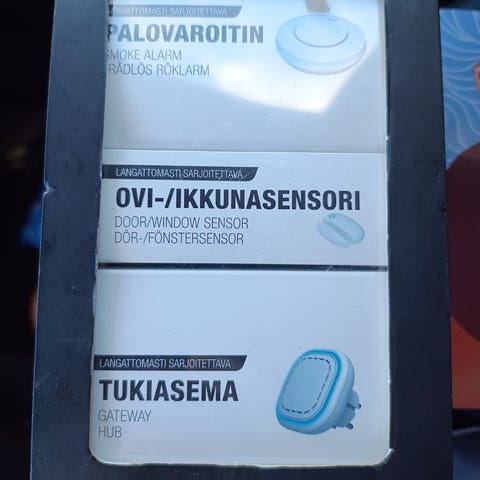 LANGATTOMASTI SARJOITETTAVA
PALOVAROITIN
SMOKE ALARM
TRÅDLÖS RÖKLARM
LANGATTOMASTI SARJOITETTAVA
OVI-/IKKUNASENSORI
DOOR/WINDOW SENSOR
DÖR-/FÖNSTERSENSOR
LANGATTOMASTI SARJOITETTAVA
TUKIASEMA
GATEWAY
HUB